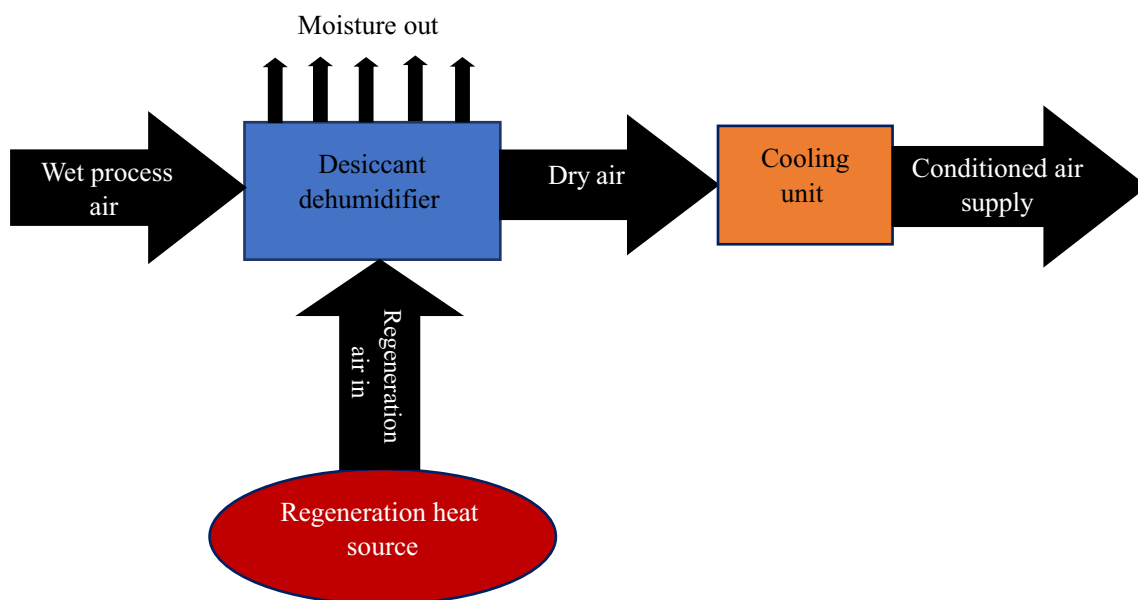 Moisture out
Wet process
air
Desiccant
dehumidifier
Dry air
Cooling
unit
Conditioned air
supply
Regeneration
air in
Regeneration heat
source